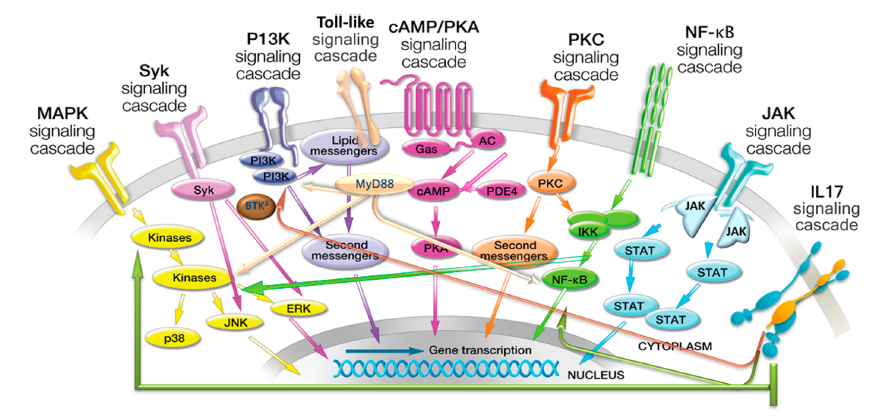 MAPK
signaling
cascade
Syk
signaling
cascade
P13K
signaling
cascade
Toll-like
signaling
cascade
cAMP/PKA
signaling
cascade
PKC
signaling
cascade
NF-κB
signaling
cascade
JAK
signaling
cascade
IL17
signaling
cascade
Lipid
messengers
Gas
AC
PI3K
PI3K
Syk
MyD88
cAMP
PDE4
PKC
BTK³
JAK
JAK
Kinases
IKK
Second
messengers
PKA
Second
messengers
STAT
STAT
Kinases
NF-κB
ERK
JNK
p38
STAT
STAT
CYTOPLASM
Gene transcription
NUCLEUS